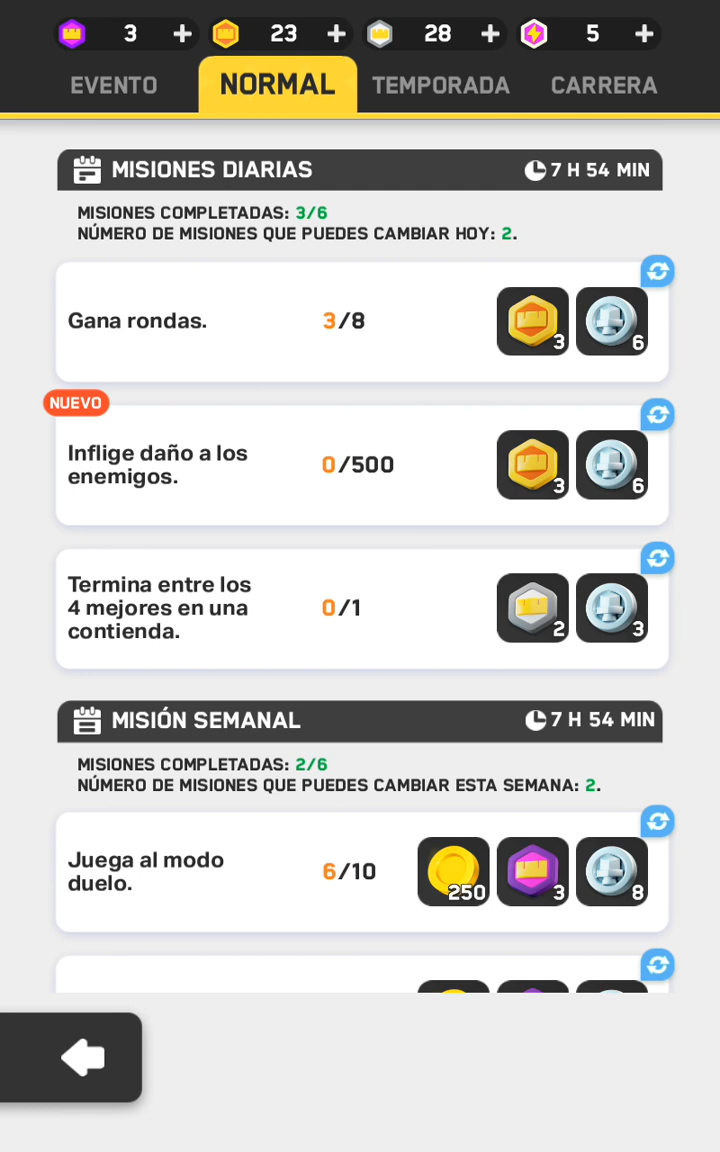 3 23 28 5
EVENTO NORMAL TEMPORADA CARRERA
MISIONES DIARIAS 7 H 54 MIN
MISIONES COMPLETADAS: 3/6
NÚMERO DE MISIONES QUE PUEDES CAMBIAR HOY: 2.
Gana rondas. 3/8 3 6
NUEVO
Inflige daño a los
enemigos.
0/500 3 6
Termina entre los
4 mejores en una
contienda.
0/1 2 3
MISIÓN SEMANAL 7 H 54 MIN
MISIONES COMPLETADAS: 2/6
NÚMERO DE MISIONES QUE PUEDES CAMBIAR ESTA SEMANA: 2.
Juega al modo
duelo.
6/10 250 3 8